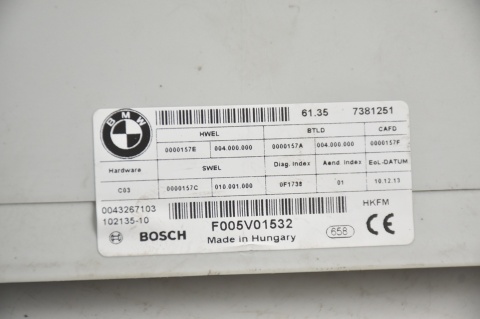 BMW
61.35 7381251
HWEL BTLD CAFD
0000157E 004.000.000 0000157A 004.000.000 0000157F
Hardware SWEL Diag. Index Aend Index EoL-DATUM
C03 0000157C 010.001.000 0F1738 01 10.12.13
0043267103
102135-10
HKFM
F005V01532
BOSCH
Made in Hungary
658
CE